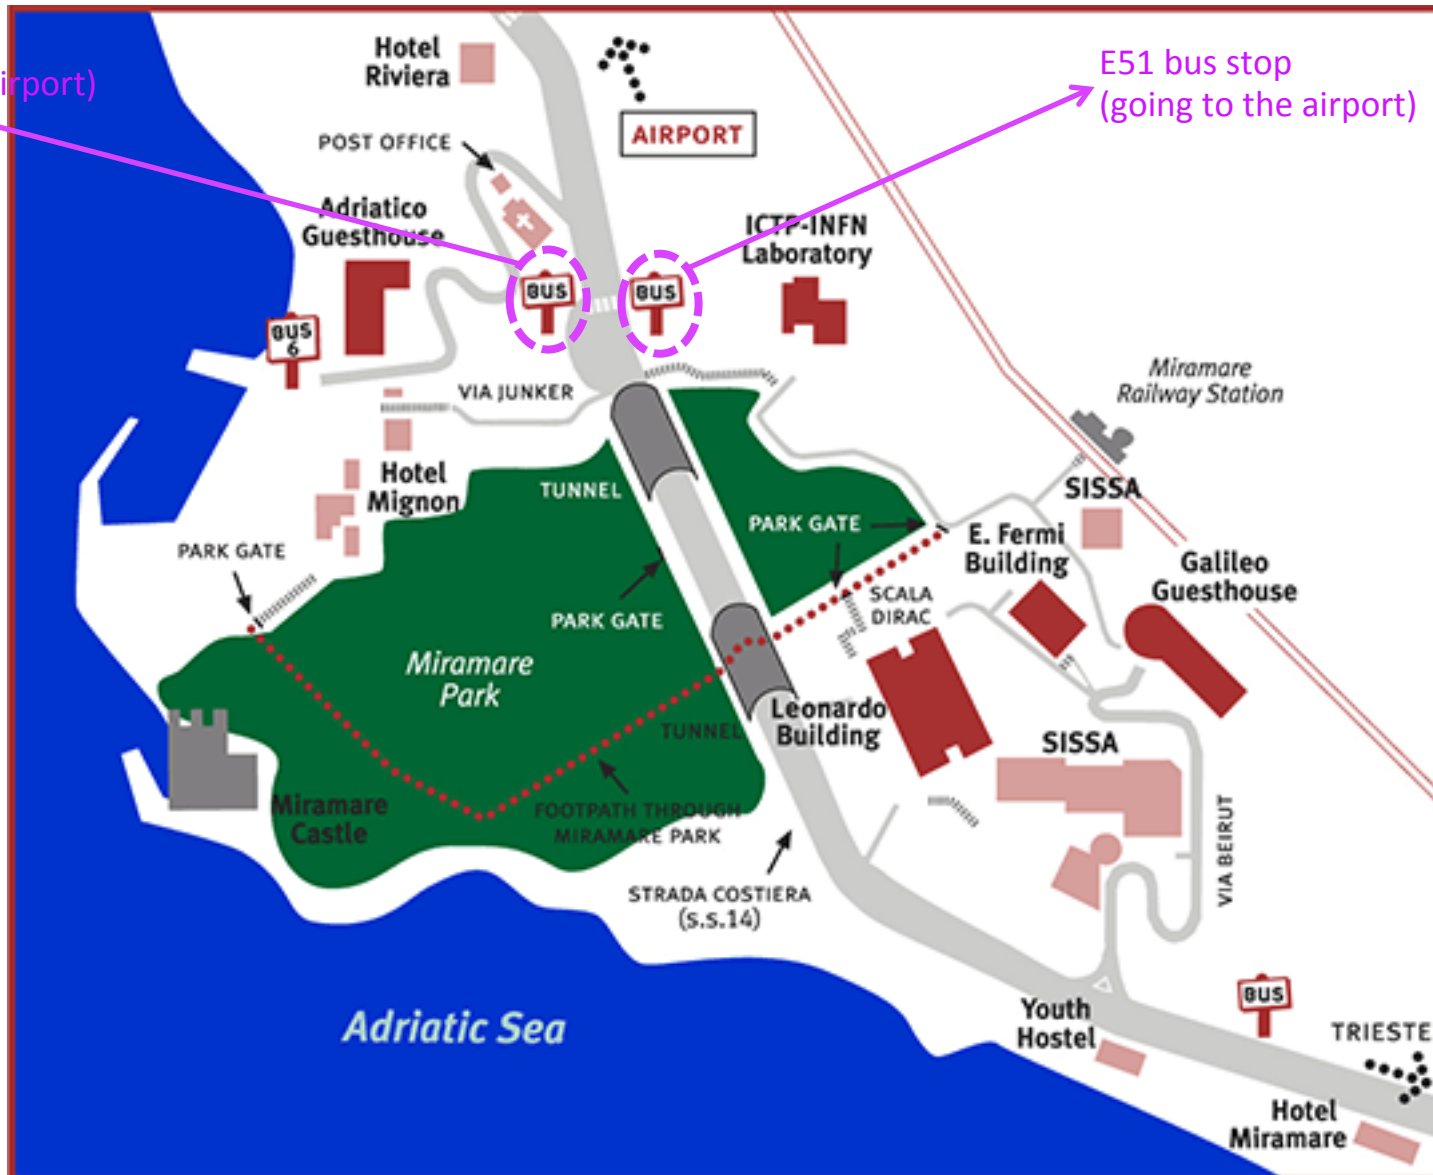 Hotel
Riviera
E51 bus stop
(going to the airport)
airport)
AIRPORT
POST OFFICE
Adriatico
Guesthouse
ICTP-INFN
Laboratory
BUS
BUS
BUS
6
VIA JUNKER
Miramare
Railway Station
Hotel
Mignon
TUNNEL
SISSA
PARK GATE
E. Fermi
Building
PARK GATE
Galileo
Guesthouse
SCALA
DIRAC
PARK GATE
Miramare
Park
Leonardo
Building
TUNNEL
SISSA
Miramare
Castle
FOOTPATH THROUGH
MIRAMARE PARK
VIA BEIRUT
STRADA COSTIERA
(s.s.14)
BUS
Adriatic Sea
Youth
Hostel
TRIESTE
Hotel
Miramare